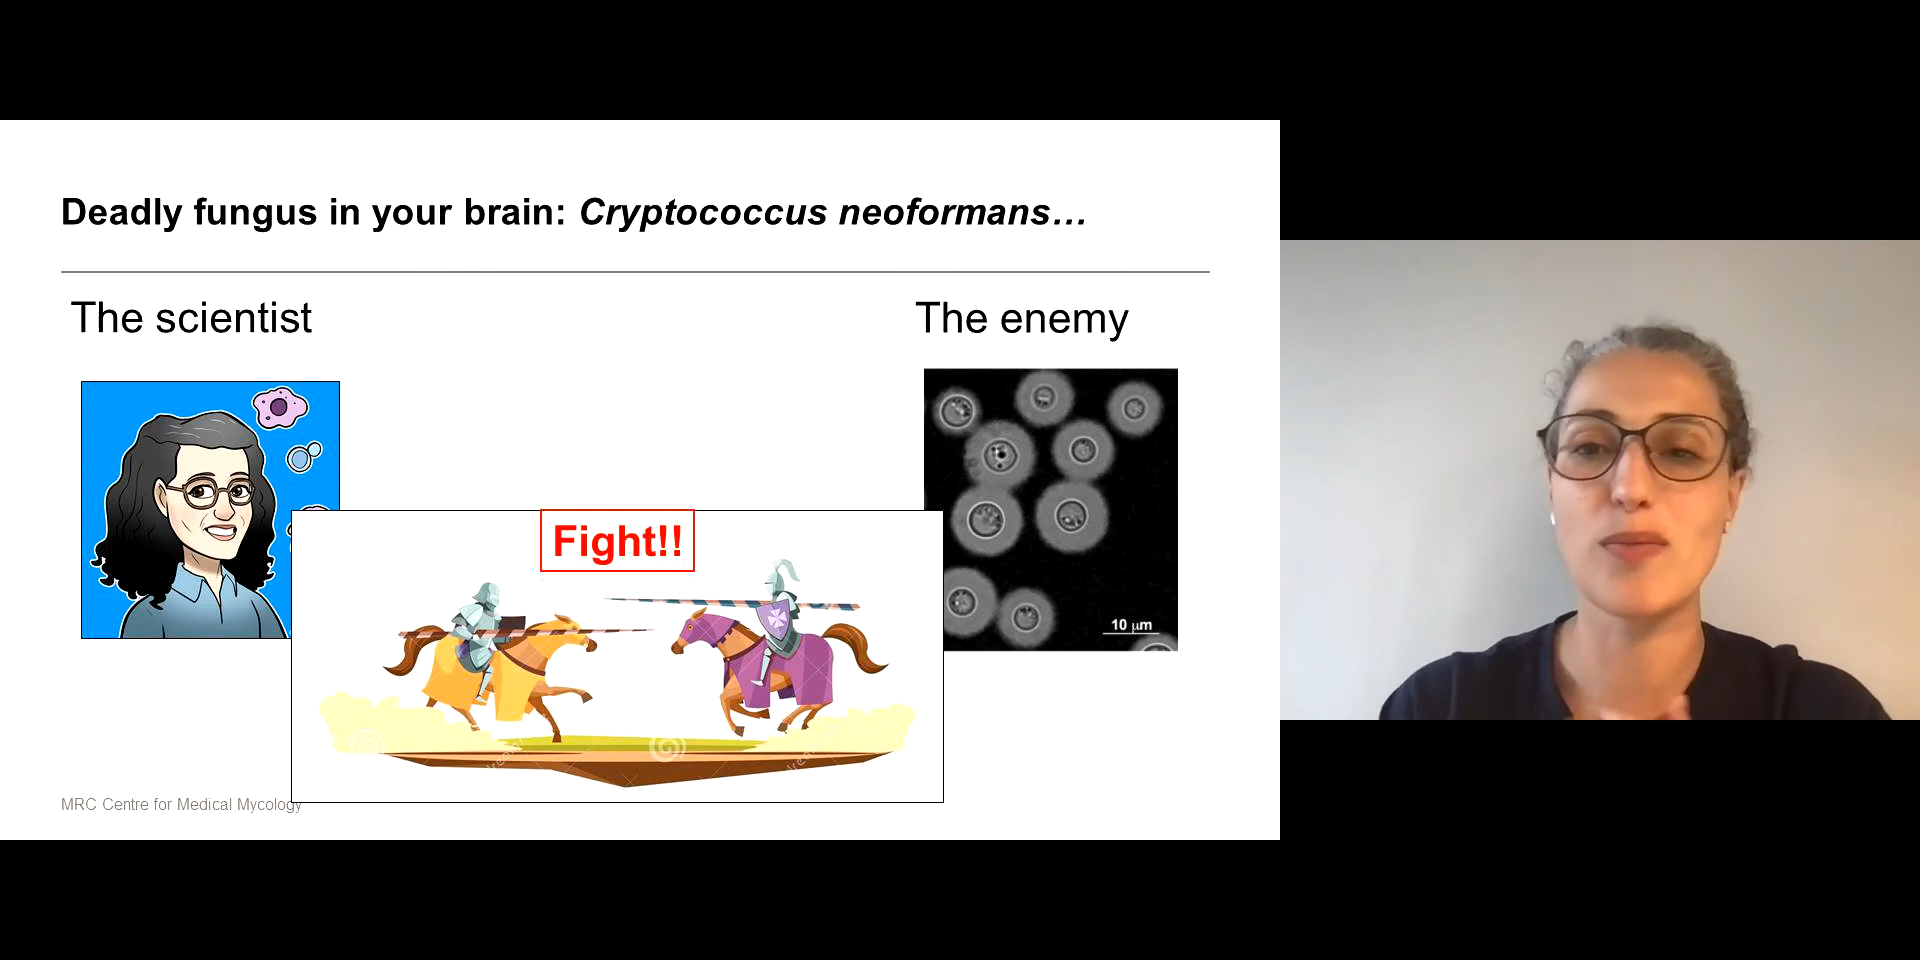 Deadly fungus in your brain: Cryptococcus neoformans…
The scientist
The enemy
Fight!!
10 µm
MRC Centre for Medical Mycology